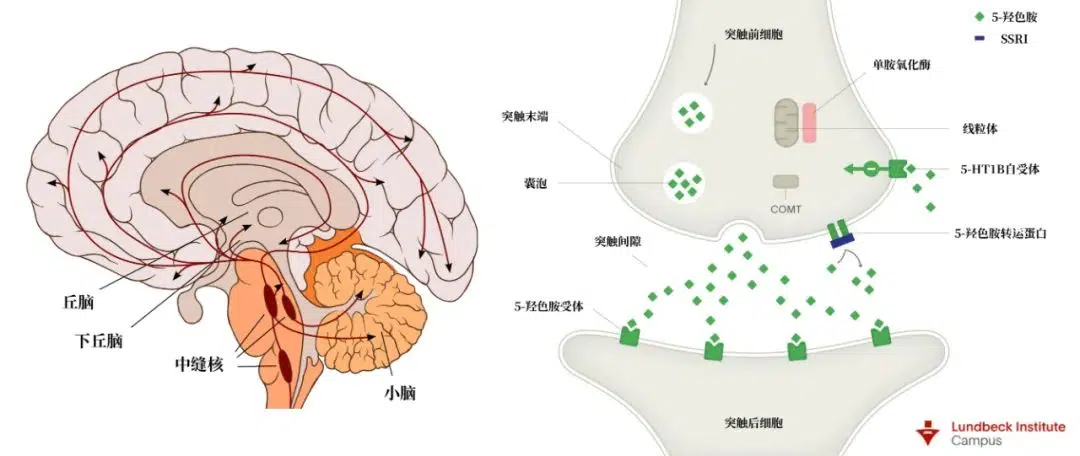 丘脑
下丘脑
中缝核
小脑
5-羟色胺
SSRI
突触前细胞
单胺氧化酶
突触末端
线粒体
囊泡
5-HT1B自受体
COMT
突触间隙
5-羟色胺转运蛋白
5-羟色胺受体
突触后细胞
Lundbeck Institute
Campus